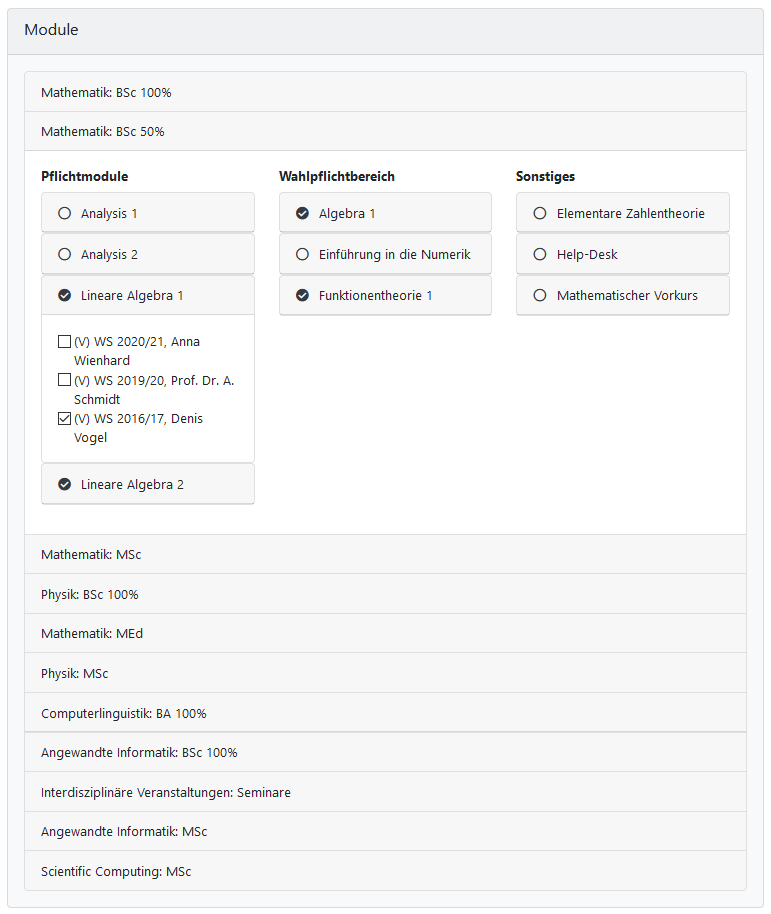 Module
Mathematik: BSc 100%
Mathematik: BSc 50%
Pflichtmodule
Analysis 1
Analysis 2
Lineare Algebra 1
(V) WS 2020/21, Anna
Wienhard
(V) WS 2019/20, Prof. Dr. A.
Schmidt
(V) WS 2016/17, Denis
Vogel
Lineare Algebra 2
Wahlpflichtbereich
Algebra 1
Einführung in die Numerik
Funktionentheorie 1
Sonstiges
Elementare Zahlentheorie
Help-Desk
Mathematischer Vorkurs
Mathematik: MSc
Physik: BSc 100%
Mathematik: MEd
Physik: MSc
Computerlinguistik: BA 100%
Angewandte Informatik: BSc 100%
Interdisziplinäre Veranstaltungen: Seminare
Angewandte Informatik: MSc
Scientific Computing: MSc